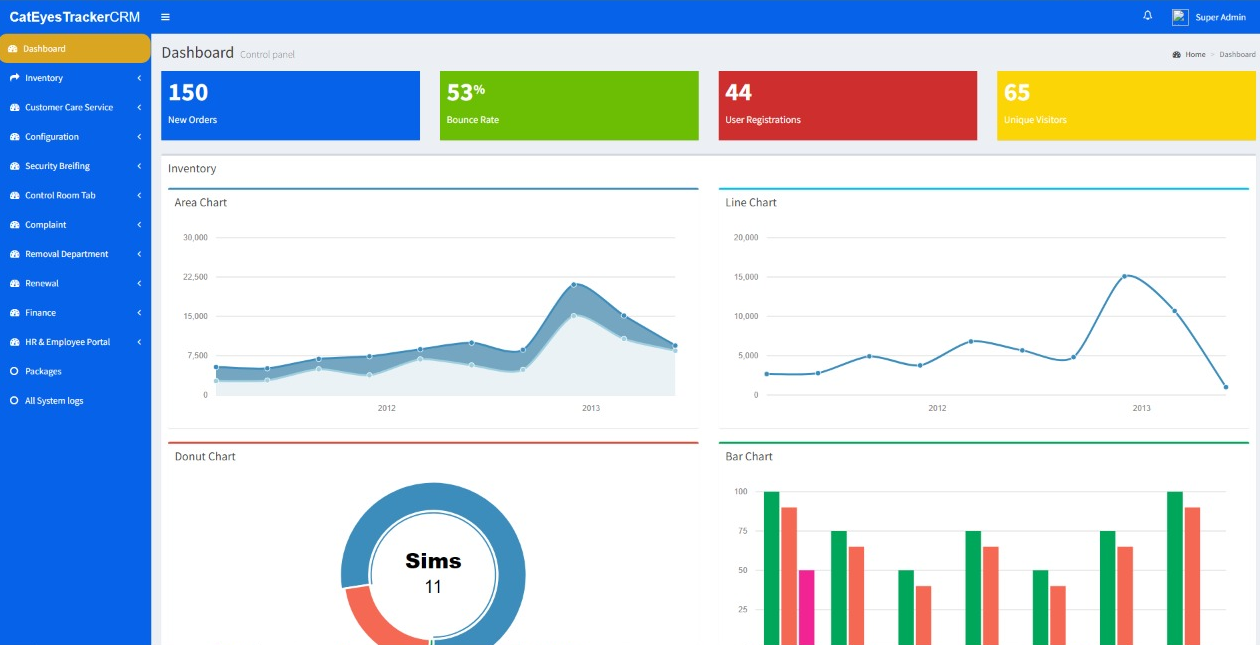 CatEyesTrackerCRM
Super Admin
Dashboard
Inventory
Customer Care Service
Configuration
Security Breifing
Control Room Tab
Complaint
Removal Department
Renewal
Finance
HR & Employee Portal
Packages
All System logs
Dashboard Control panel
Home > Dashboard
150
New Orders
53%
Bounce Rate
44
User Registrations
65
Unique Visitors
Inventory
Area Chart
30,000
22,500
15,000
7,500
0
2012 2013
Line Chart
20,000
15,000
10,000
5,000
0
2012 2013
Donut Chart
Sims
11
Bar Chart
100
75
50
25